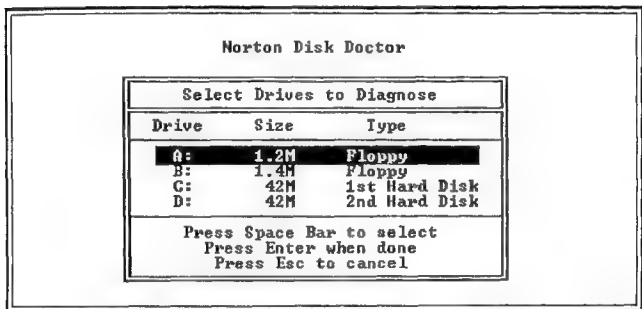 Norton Disk Doctor
Select Drives to Diagnose
Drive Size Type
A: 1.2M Floppy
B: 1.4M Floppy
C: 42M 1st Hard Disk
D: 42M 2nd Hard Disk
Press Space Bar to select
Press Enter when done
Press Esc to cancel